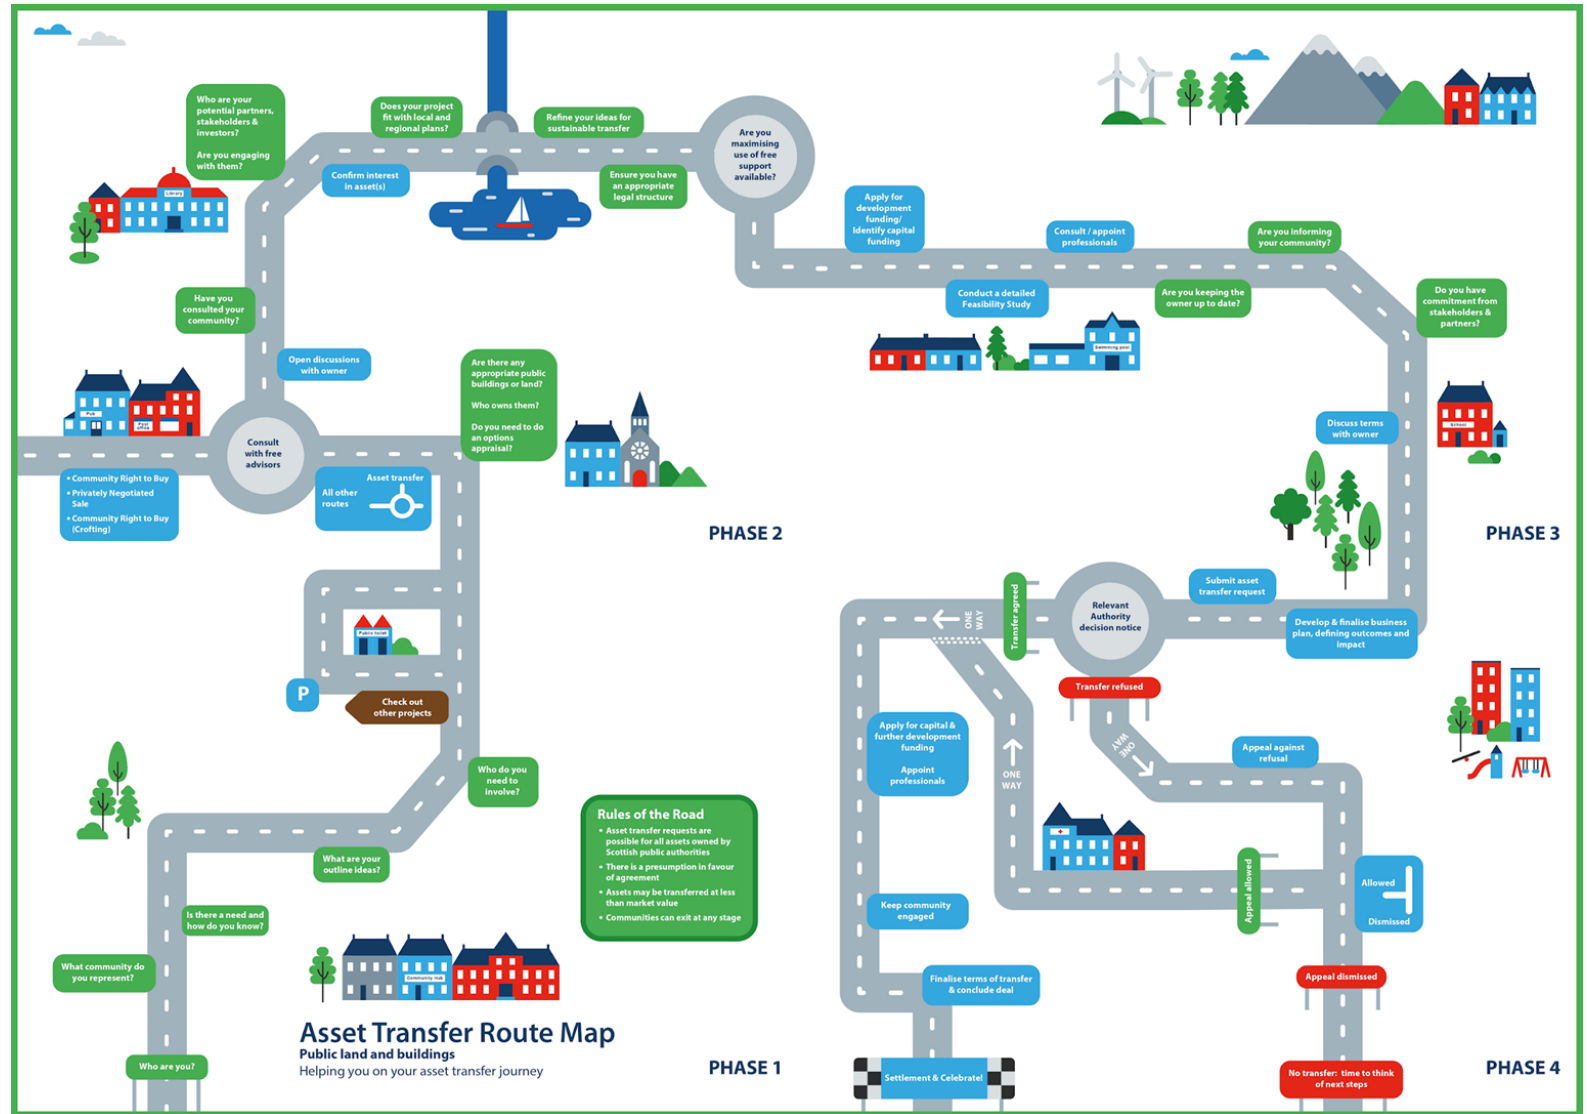 Who are your
potential partners,
stakeholders &
investors?
Are you engaging
with them?
Does your project
fit with local and
regional plans?
Refine your ideas for
sustainable transfer
Confirm interest
in asset(s)
Ensure you have
an appropriate
legal structure
Are you
maximising
use of free
support
available?
Library
Have you
consulted your
community?
Open discussions
with owner
Pub
Post
office
Consult
with free
advisors
• Community Right to Buy
• Privately Negotiated
Sale
• Community Right to Buy
(Crofting)
Asset transfer
All other
routes
Are there any
appropriate public
buildings or land?
Who owns them?
Do you need to do
an options
appraisal?
PHASE 2
Apply for
development
funding/
Identify capital
funding
Consult / appoint
professionals
Are you informing
your community?
Conduct a detailed
Feasibility Study
Are you keeping the
owner up to date?
Do you have
commitment from
stakeholders &
partners?
Swimming pool
School
Discuss terms
with owner
PHASE 3
Submit asset
transfer request
Develop & finalise business
plan, defining outcomes and
impact
Relevant
Authority
decision notice
Transfer agreed
ONE
WAY
Transfer refused
ONE
WAY
Appeal against
refusal
ONE
WAY
Apply for capital &
further development
funding
Appoint
professionals
Appeal allowed
Allowed
Dismissed
Keep community
engaged
Finalise terms of transfer
& conclude deal
Appeal dismissed
Settlement & Celebrate!
No transfer: time to think
of next steps
PHASE 4
Public toilet
P
Check out
other projects
Who do you
need to
involve?
What are your
outline ideas?
Is there a need and
how do you know?
What community do
you represent?
Who are you?
Rules of the Road
• Asset transfer requests are
possible for all assets owned by
Scottish public authorities
• There is a presumption in favour
of agreement
• Assets may be transferred at less
than market value
• Communities can exit at any stage
Community Hub
Asset Transfer Route Map
Public land and buildings
Helping you on your asset transfer journey
PHASE 1